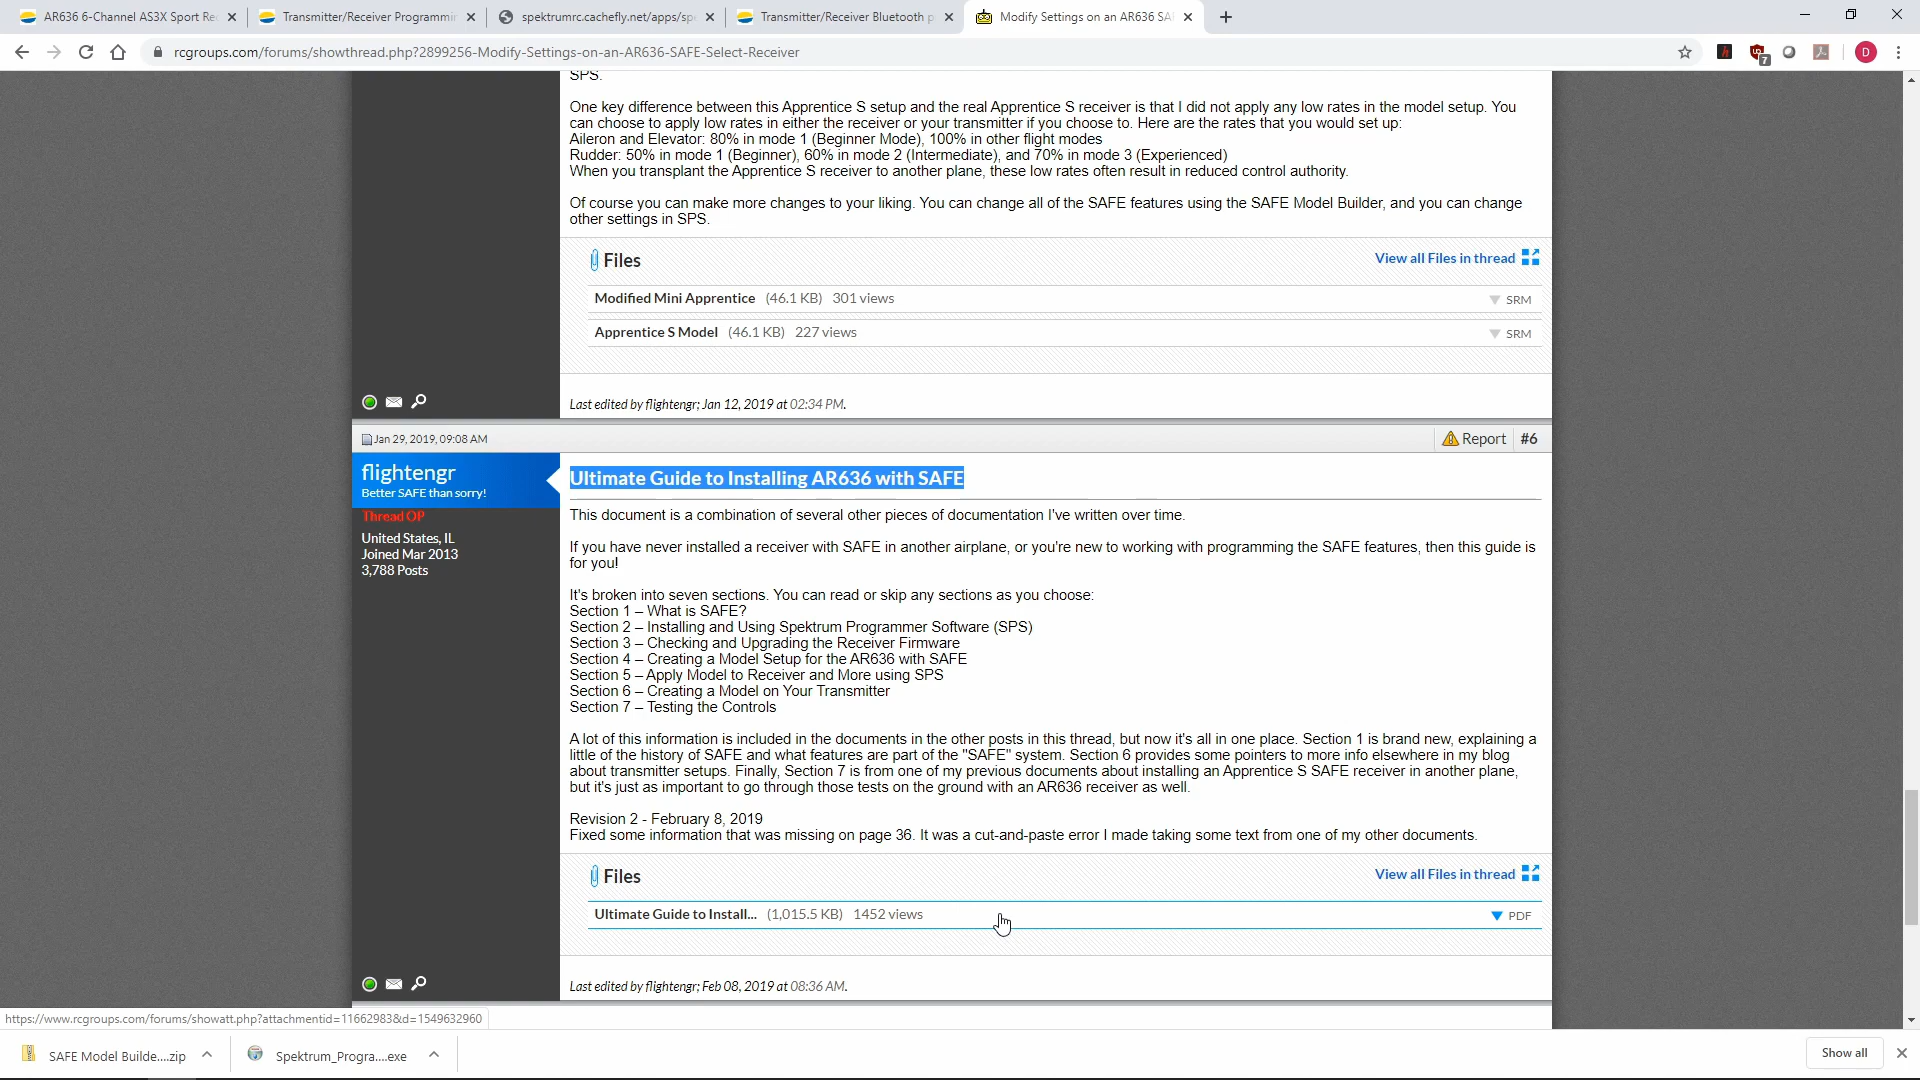 AR636 6-Channel AS3X Sport Re
Transmitter/Receiver Programmin
spektrumrc.cachefly.net/apps/sp
Transmitter/Receiver Bluetooth p
Modify Settings on an AR636 SA
rcgroups.com/forums/showthread.php?2899256-Modify-Settings-on-an-AR636-SAFE-Select-Receiver
7
D
SPS.
One key difference between this Apprentice S setup and the real Apprentice S receiver is that I did not apply any low rates in the model setup. You
can choose to apply low rates in either the receiver or your transmitter if you choose to. Here are the rates that you would set up:
Aileron and Elevator: 80% in mode 1 (Beginner Mode), 100% in other flight modes
Rudder: 50% in mode 1 (Beginner), 60% in mode 2 (Intermediate), and 70% in mode 3 (Experienced)
When you transplant the Apprentice S receiver to another plane, these low rates often result in reduced control authority.
Of course you can make more changes to your liking. You can change all of the SAFE features using the SAFE Model Builder, and you can change
other settings in SPS.
Files
View all Files in thread
Modified Mini Apprentice (46.1 KB) 301 views SRM
Apprentice S Model (46.1 KB) 227 views SRM
Last edited by flightengr; Jan 12, 2019 at 02:34 PM.
Jan 29, 2019, 09:08 AM
Report #6
flightengr
Better SAFE than sorry!
Thread OP
United States, IL
Joined Mar 2013
3,788 Posts
Ultimate Guide to Installing AR636 with SAFE
This document is a combination of several other pieces of documentation I've written over time.
If you have never installed a receiver with SAFE in another airplane, or you're new to working with programming the SAFE features, then this guide is
for you!
It's broken into seven sections. You can read or skip any sections as you choose:
Section 1 – What is SAFE?
Section 2 – Installing and Using Spektrum Programmer Software (SPS)
Section 3 – Checking and Upgrading the Receiver Firmware
Section 4 – Creating a Model Setup for the AR636 with SAFE
Section 5 – Apply Model to Receiver and More using SPS
Section 6 – Creating a Model on Your Transmitter
Section 7 – Testing the Controls
A lot of this information is included in the documents in the other posts in this thread, but now it's all in one place. Section 1 is brand new, explaining a
little of the history of SAFE and what features are part of the "SAFE" system. Section 6 provides some pointers to more info elsewhere in my blog
about transmitter setups. Finally, Section 7 is from one of my previous documents about installing an Apprentice S SAFE receiver in another plane,
but it's just as important to go through those tests on the ground with an AR636 receiver as well.
Revision 2 - February 8, 2019
Fixed some information that was missing on page 36. It was a cut-and-paste error I made taking some text from one of my other documents.
Files
View all Files in thread
Ultimate Guide to Install... (1,015.5 KB) 1452 views PDF
Last edited by flightengr; Feb 08, 2019 at 08:36 AM.
https://www.rcgroups.com/forums/showatt.php?attachmentid=11662983&d=1549632960
SAFE Model Builde....zip
Spektrum_Progra....exe
Show all